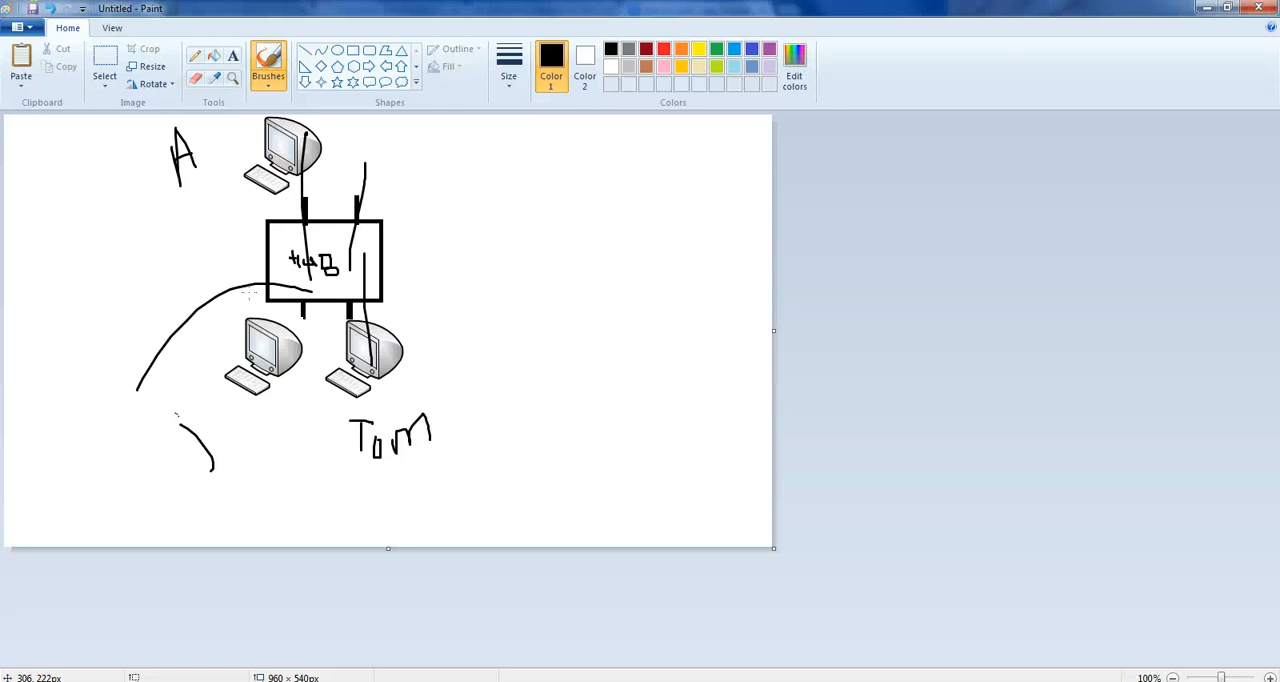 Untitled - Paint
Home View
Paste Cut Copy Select Crop Resize Rotate A Brushes Outline Fill Size Color 1 Color 2 Edit colors
Clipboard Image Tools Shapes Colors
A
HUB
Tom
306, 222px 960 × 540px 100%